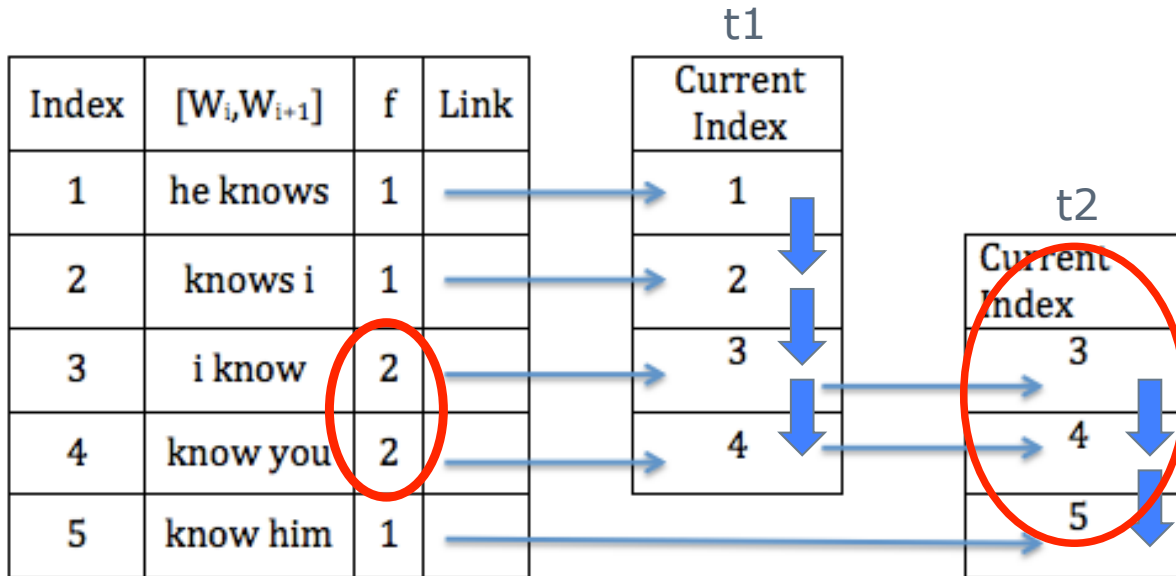 t1
Index [Wᵢ,Wᵢ₊₁] f Link
Current
Index
1 he knows 1
1
t2
2 knows i 1
2
Current
Index
3 i know 2
3
3
4 know you 2
4
4
5 know him 1
5